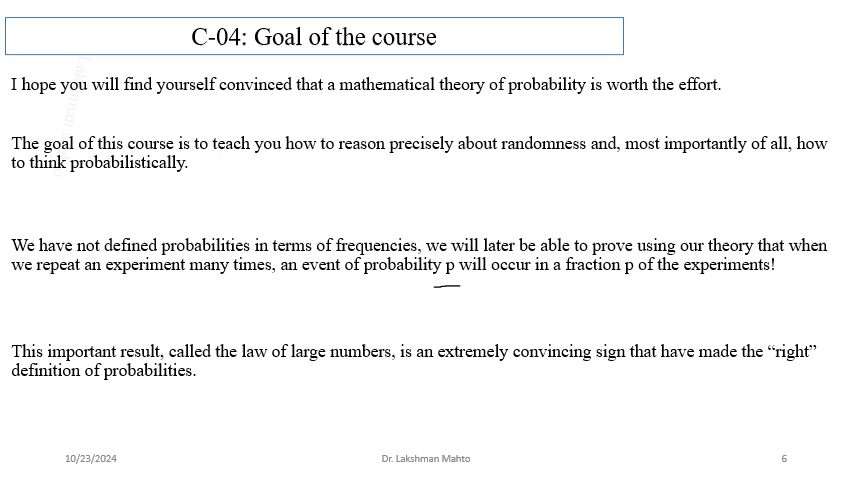 C-04: Goal of the course
I hope you will find yourself convinced that a mathematical theory of probability is worth the effort.
The goal of this course is to teach you how to reason precisely about randomness and, most importantly of all, how
to think probabilistically.
We have not defined probabilities in terms of frequencies, we will later be able to prove using our theory that when
we repeat an experiment many times, an event of probability p will occur in a fraction p of the experiments!
This important result, called the law of large numbers, is an extremely convincing sign that have made the “right”
definition of probabilities.
10/23/2024
Dr. Lakshman Mahto
6